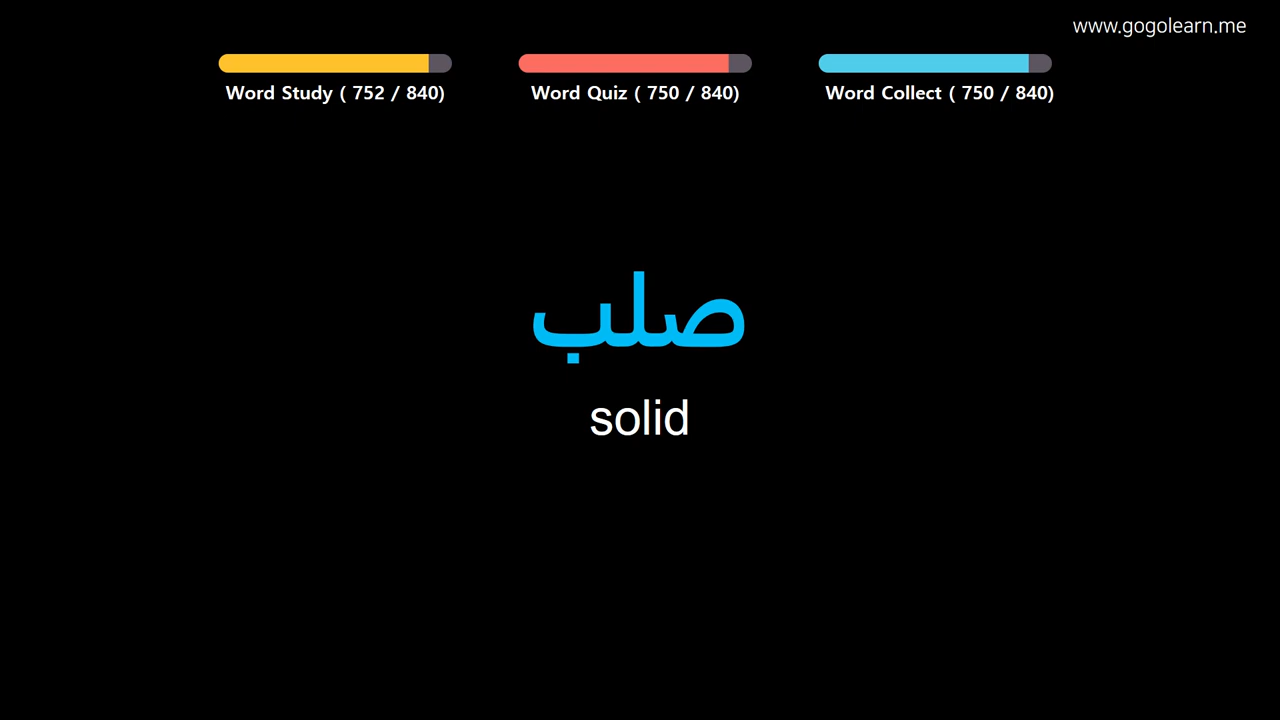 www.gogolearn.me
Word Study ( 752 / 840)
Word Quiz ( 750 / 840)
Word Collect ( 750 / 840)
صلب
solid